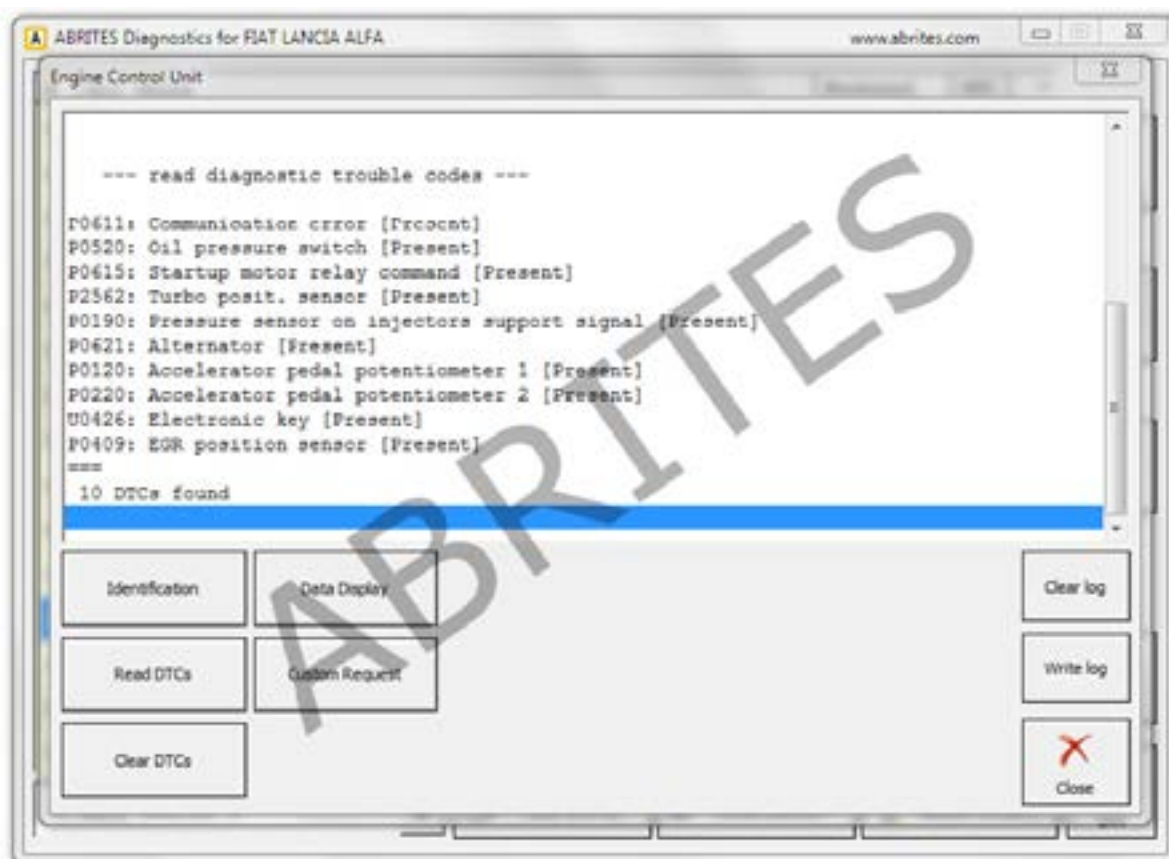 ABRITES Diagnostics for FIAT LANCIA ALFA www.abrites.com
Engine Control Unit
--- read diagnostic trouble codes ---
P0611: Communication error [Present]
P0520: Oil pressure switch [Present]
P0615: Startup motor relay command [Present]
P2562: Turbo posit. sensor [Present]
P0190: Pressure sensor on injectors support signal [Present]
P0621: Alternator [Present]
P0120: Accelerator pedal potentiometer 1 [Present]
P0220: Accelerator pedal potentiometer 2 [Present]
U0426: Electronic key [Present]
P0409: EGR position sensor [Present]
===
10 DTCs found
ABRITES
Identification Data Display Clear log
Read DTCs Custom Request Write log
Clear DTCs Close